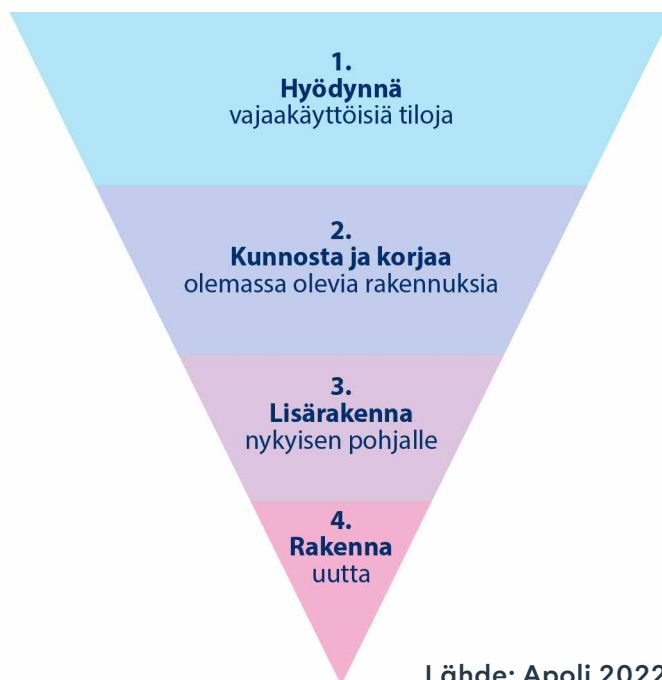 1.
Hyödynnä
vajaakäyttöisiä tiloja
2.
Kunnosta ja korjaa
olemassa olevia rakennuksia
3.
Lisärakenna
nykyisen pohjalle
4.
Rakenna
uutta
Lähde: Apoli 2022